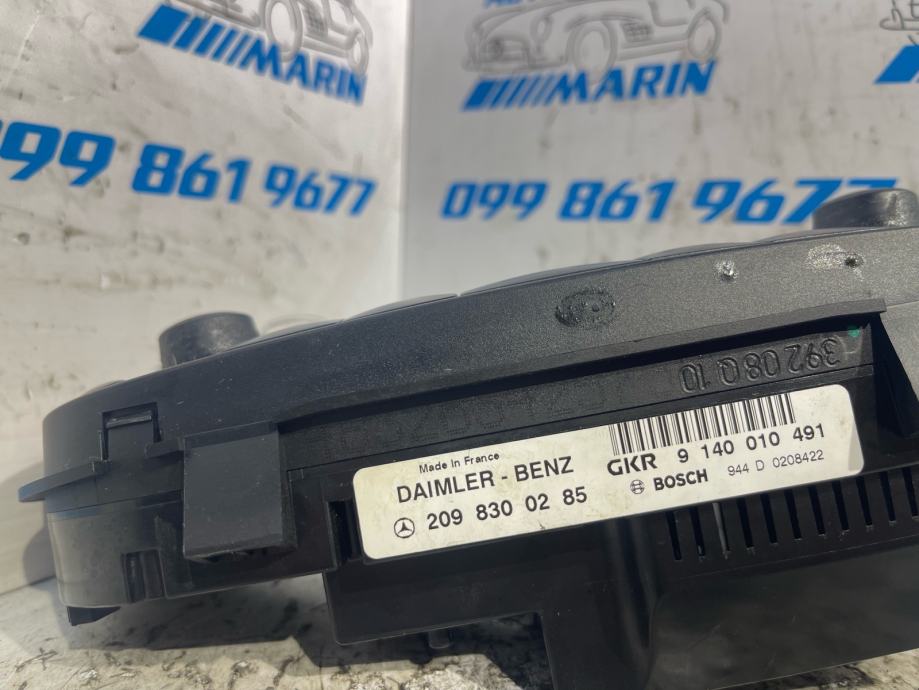 MARIN
MARIN
099 861 9677
099 861 9677
392 08Q 10
Made in France
DAIMLER - BENZ
209 830 02 85
GKR 9 140 010 491
BOSCH 944 D 0208422